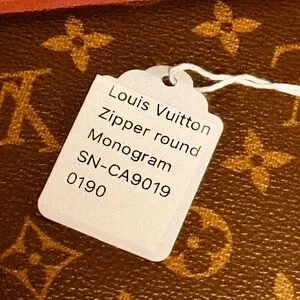 Louis Vuitton
Zipper round
Monogram
SN-CA9019
0190